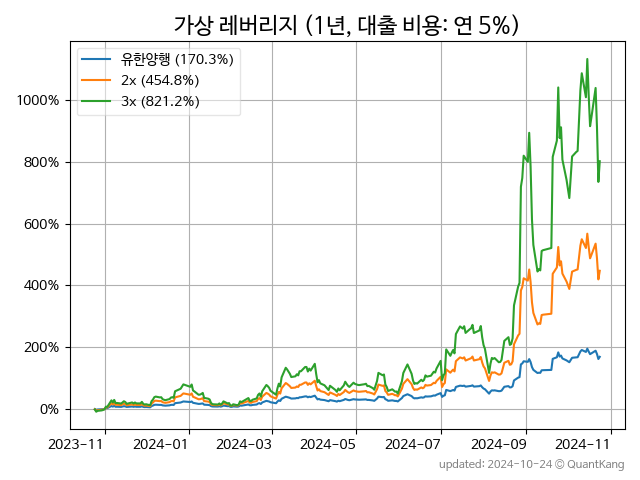 가상 레버리지 (1년, 대출 비용: 연 5%)
유한양행 (170.3%)
2x (454.8%)
3x (821.2%)
1000%
800%
600%
400%
200%
0%
2023-11 2024-01 2024-03 2024-05 2024-07 2024-09 2024-11
updated: 2024-10-24 © QuantKang